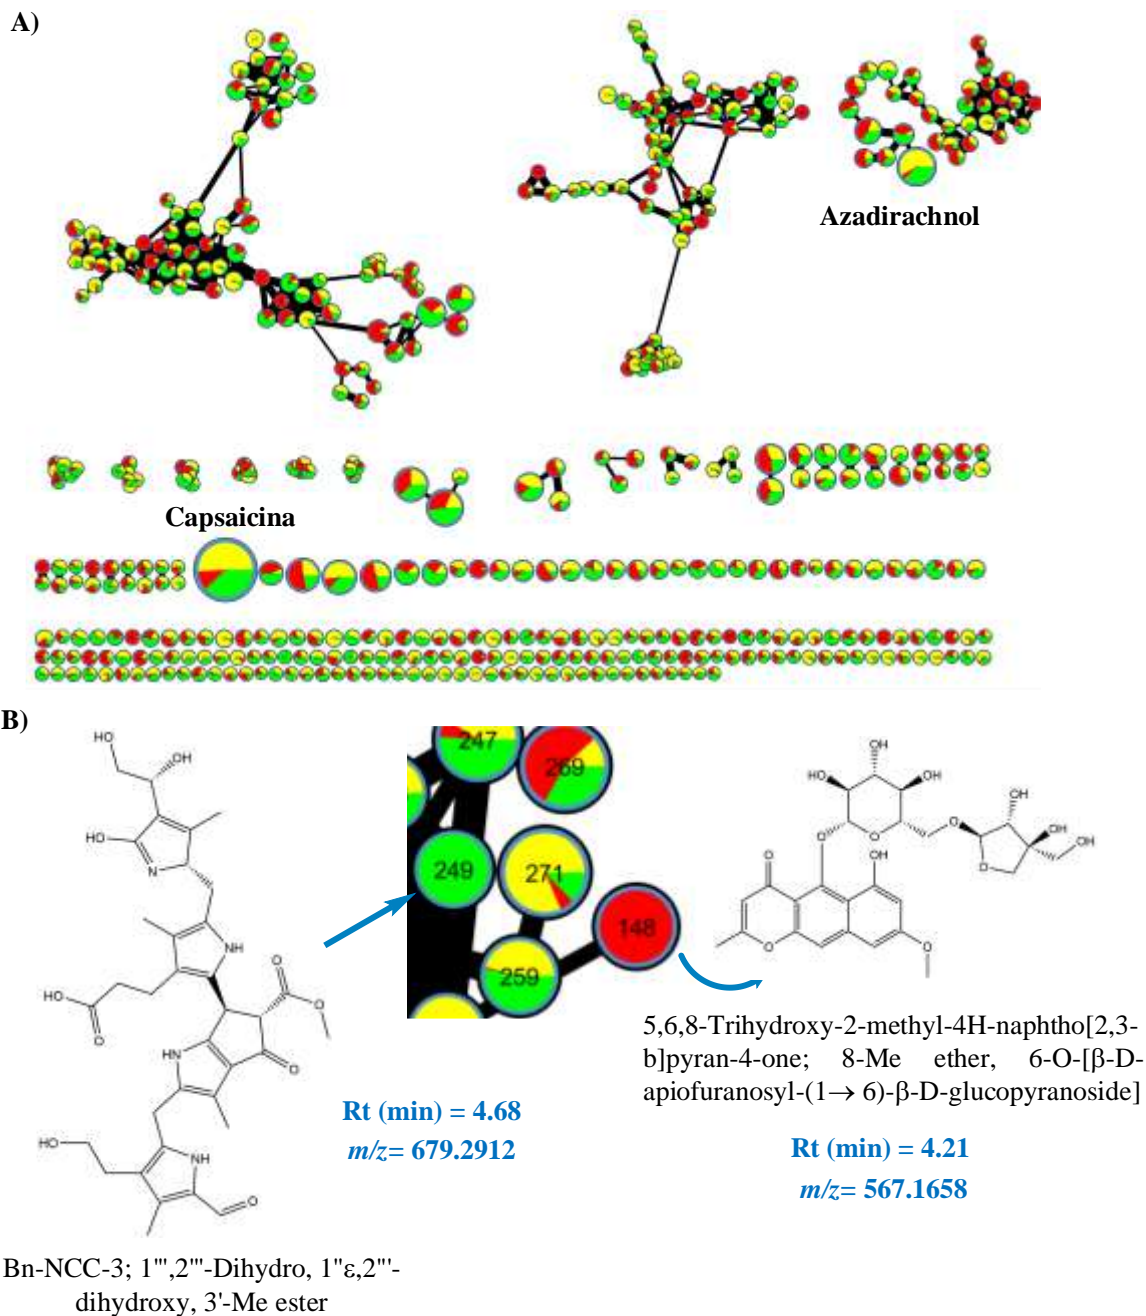 A)
Azadirachnol
Capsaicina
B)
HO
OH
HO
N
NH
HO
O
O
O
HN
O
HO
NH
O
247
269
249
271
148
259
OH
HO
OH
O
O
O
OH
O
OH
OH
O
O
O
OH
O
O
5,6,8-Trihydroxy-2-methyl-4H-naphtho[2,3-
b]pyran-4-one; 8-Me ether, 6-O-[β-D-
apiofuranosyl-(1→ 6)-β-D-glucopyranoside]
Rt (min) = 4.68
m/z= 679.2912
Rt (min) = 4.21
m/z= 567.1658
Bn-NCC-3; 1''',2'''-Dihydro, 1''ε,2'''-
dihydroxy, 3'-Me ester